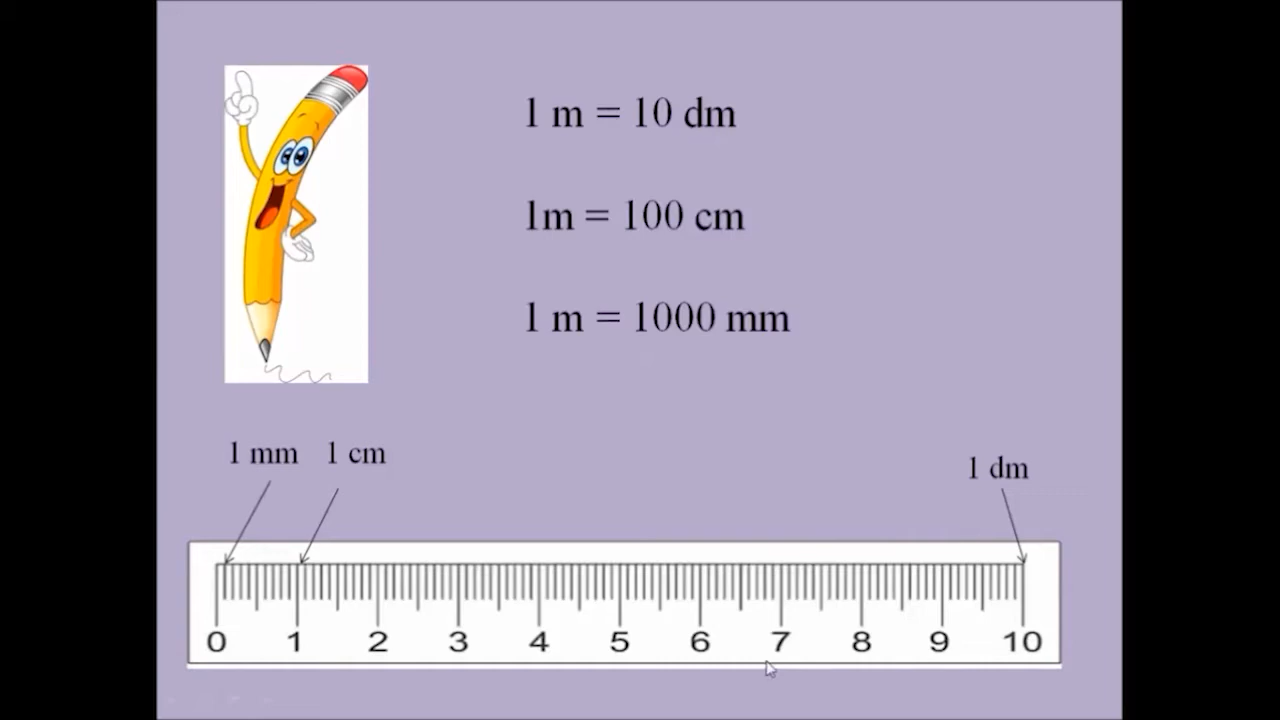 1 m = 10 dm
1m = 100 cm
1 m = 1000 mm
1 mm 1 cm
1 dm
0 1 2 3 4 5 6 7 8 9 10